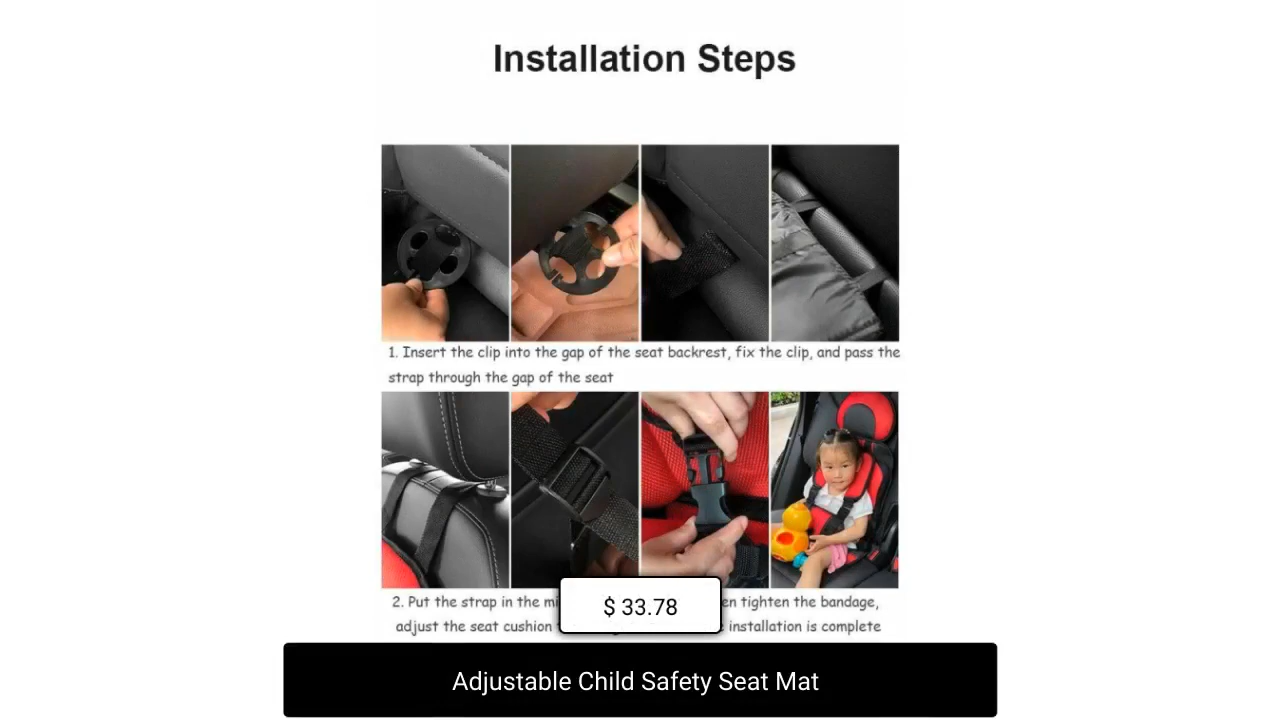 Installation Steps
1. Insert the clip into the gap of the seat backrest, fix the clip, and pass the
strap through the gap of the seat
2. Put the strap in the
tighten the bandage,
adjust the seat cushion
installation is complete
$ 33.78
Adjustable Child Safety Seat Mat